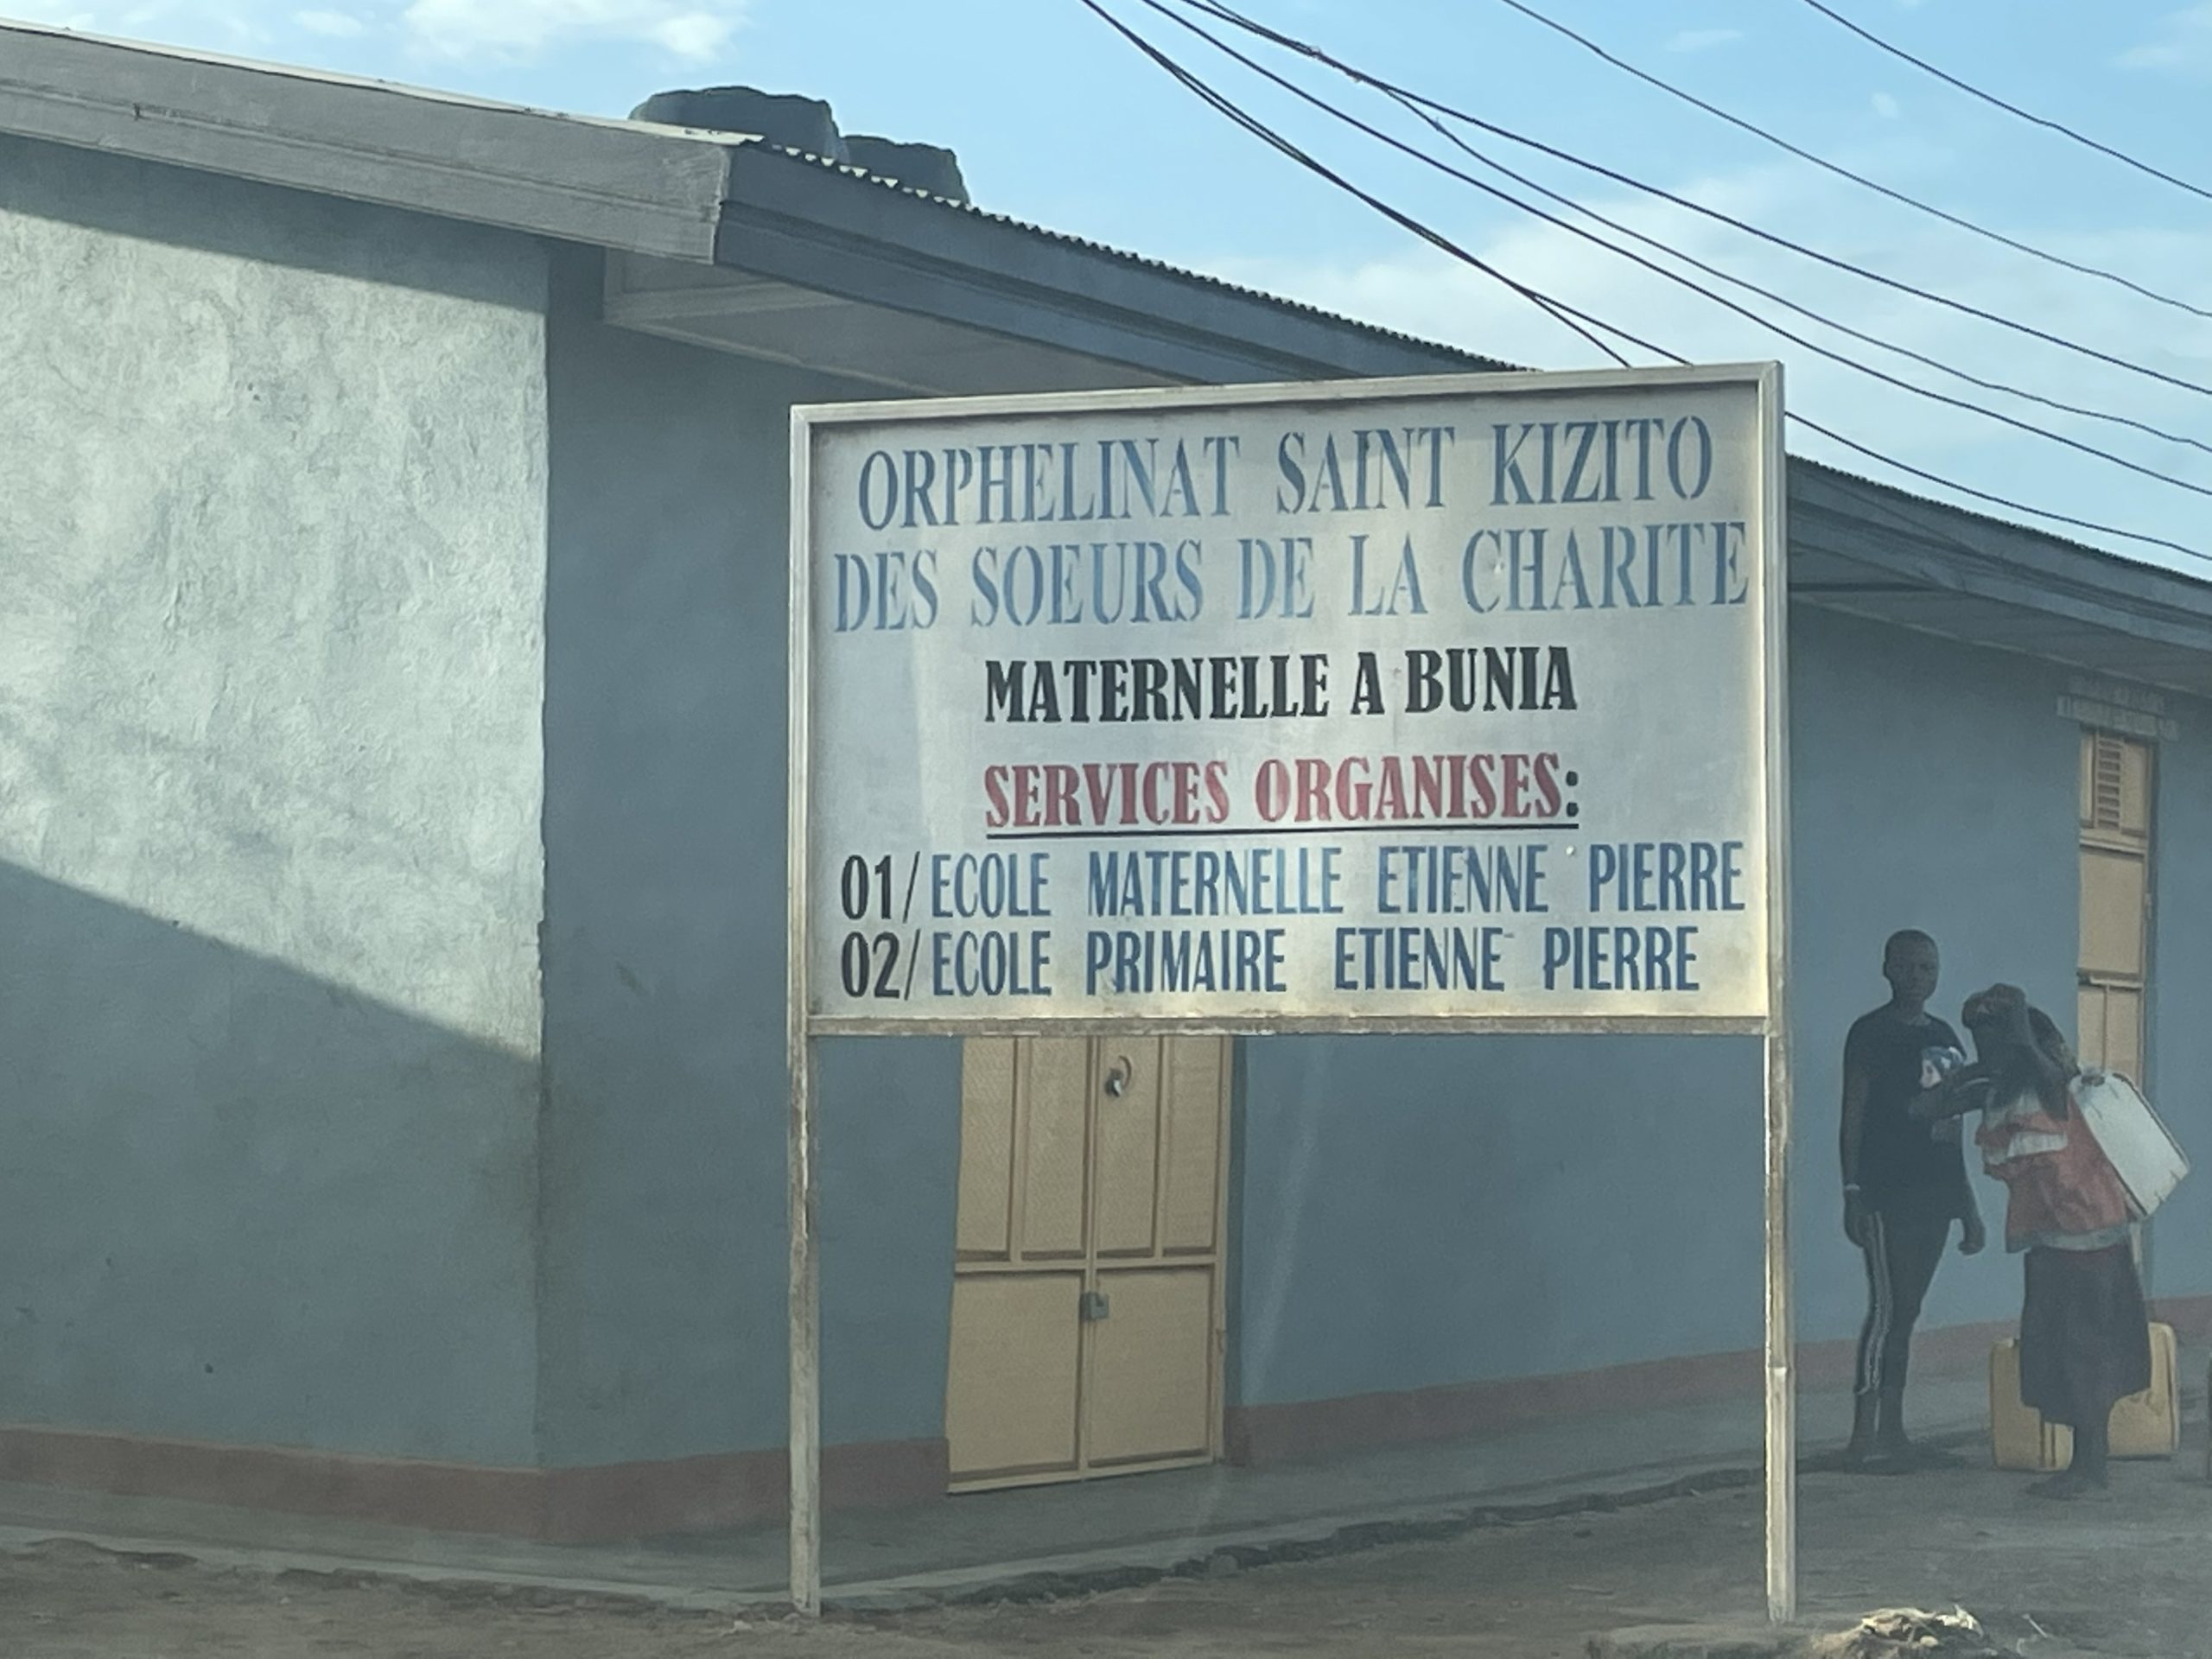 ORPHELINAT SAINT KIZITO
DES SOEURS DE LA CHARITE
MATERNELLE A BUNIA
SERVICES ORGANISES:
01/ ECOLE MATERNELLE ETIENNE PIERRE
02/ ECOLE PRIMAIRE ETIENNE PIERRE